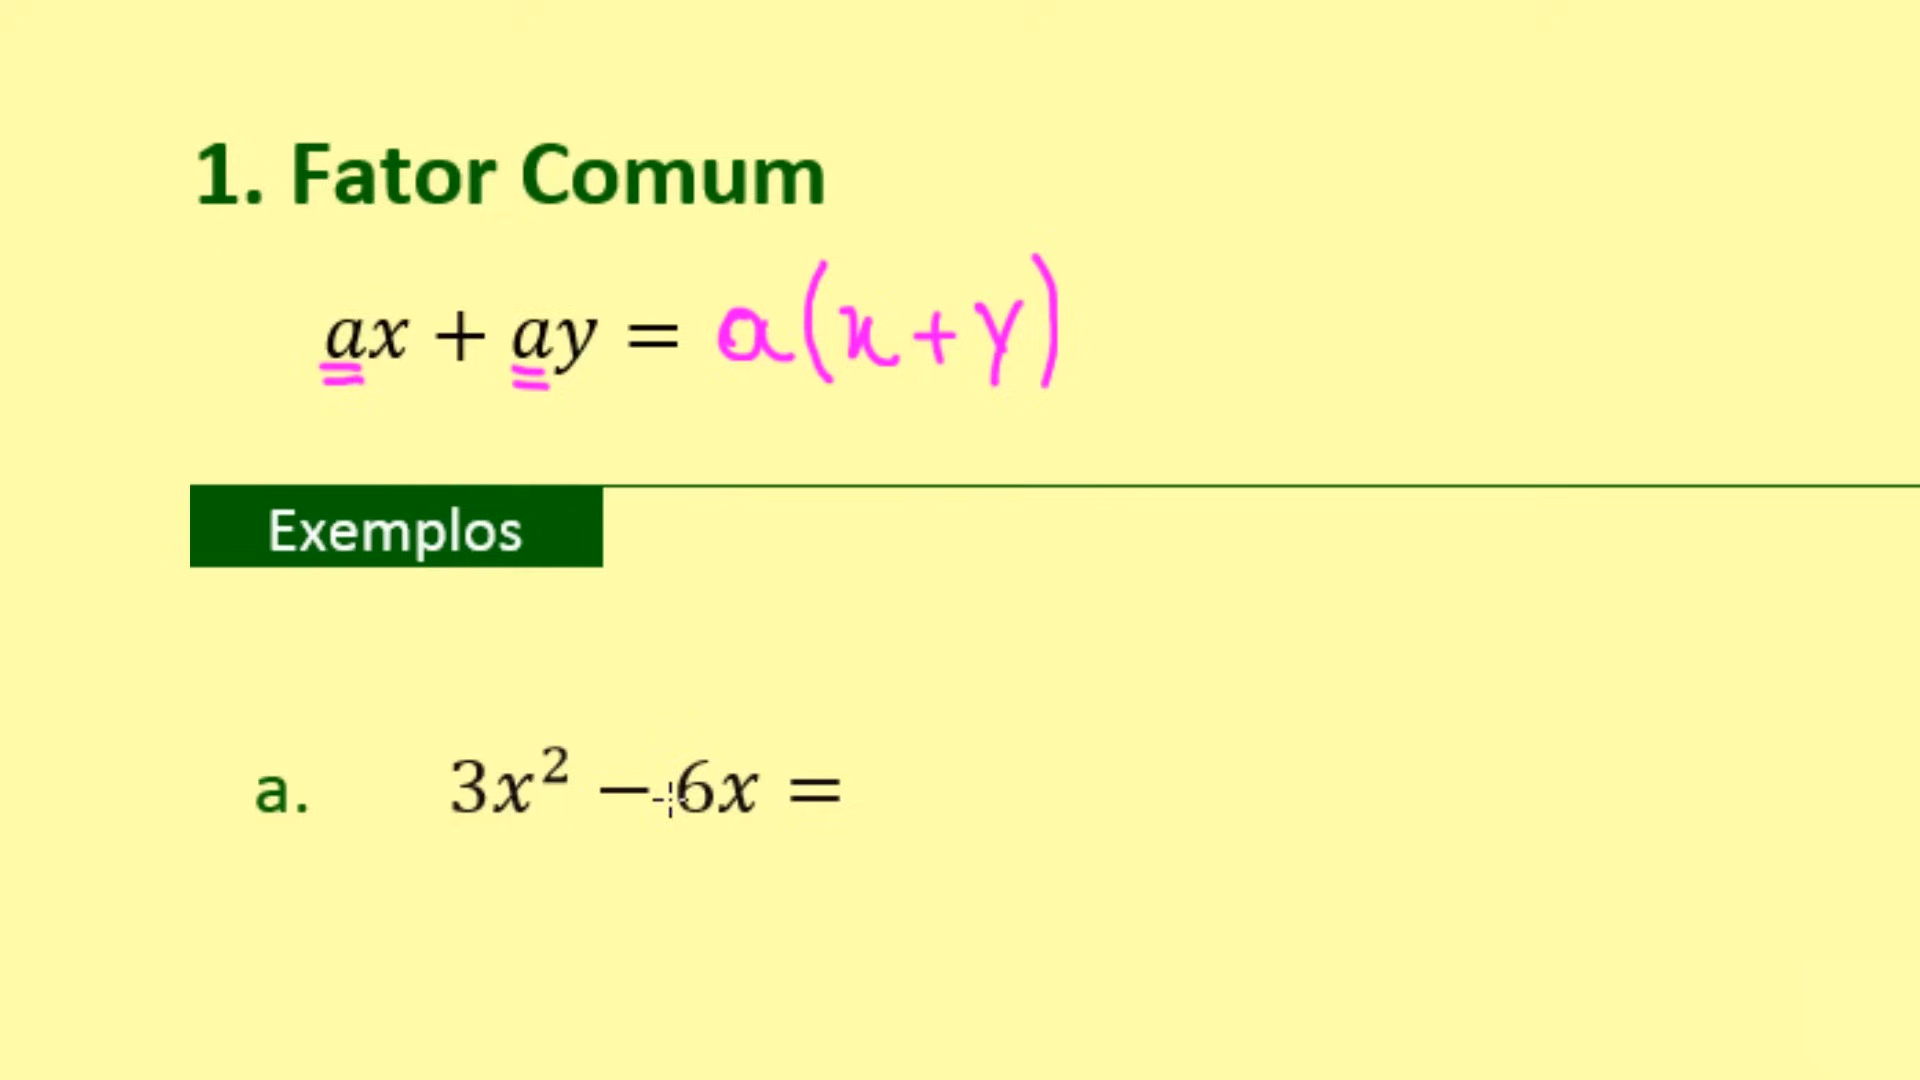 1. Fator Comum
ax + ay = a(x+y)
Exemplos
a. 3x² − 6x =